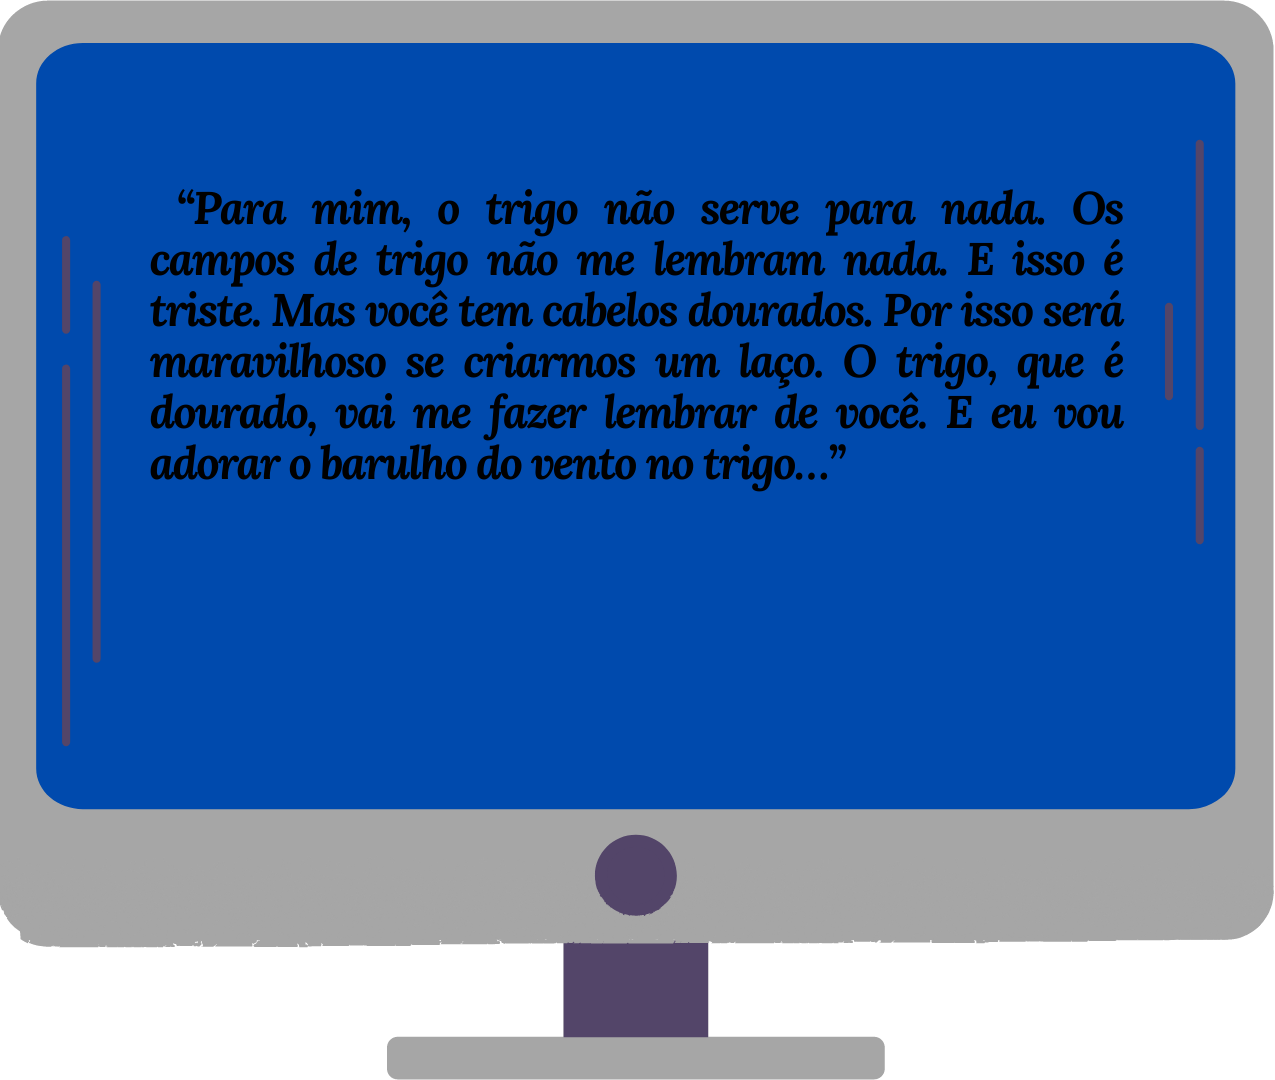 “Para mim, o trigo não serve para nada. Os
campos de trigo não me lembram nada. E isso é
triste. Mas você tem cabelos dourados. Por isso será
maravilhoso se criarmos um laço. O trigo, que é
dourado, vai me fazer lembrar de você. E eu vou
adorar o barulho do vento no trigo…”